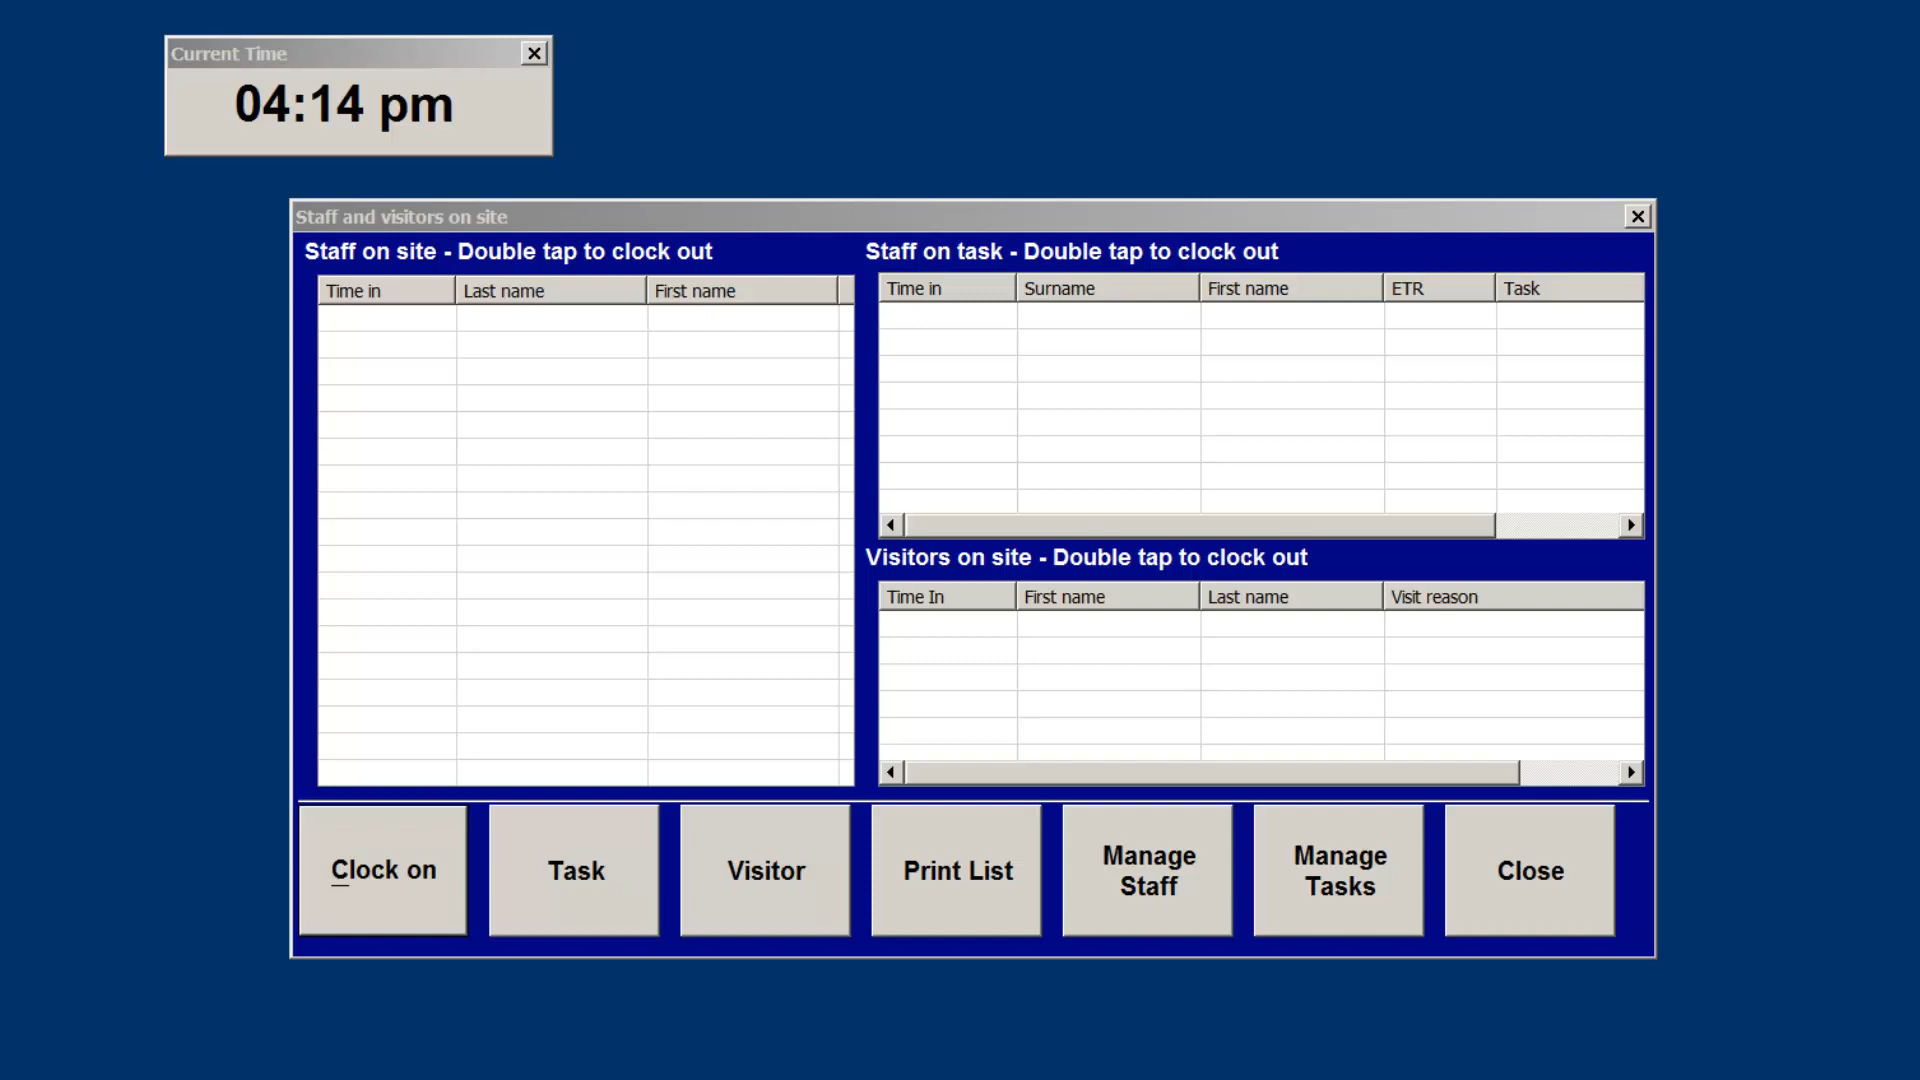 Current Time
04:14 pm
Staff and visitors on site
Staff on site - Double tap to clock out
Time in Last name First name
Staff on task - Double tap to clock out
Time in Surname First name ETR Task
Visitors on site - Double tap to clock out
Time In First name Last name Visit reason
Clock on
Task
Visitor
Print List
Manage
Staff
Manage
Tasks
Close